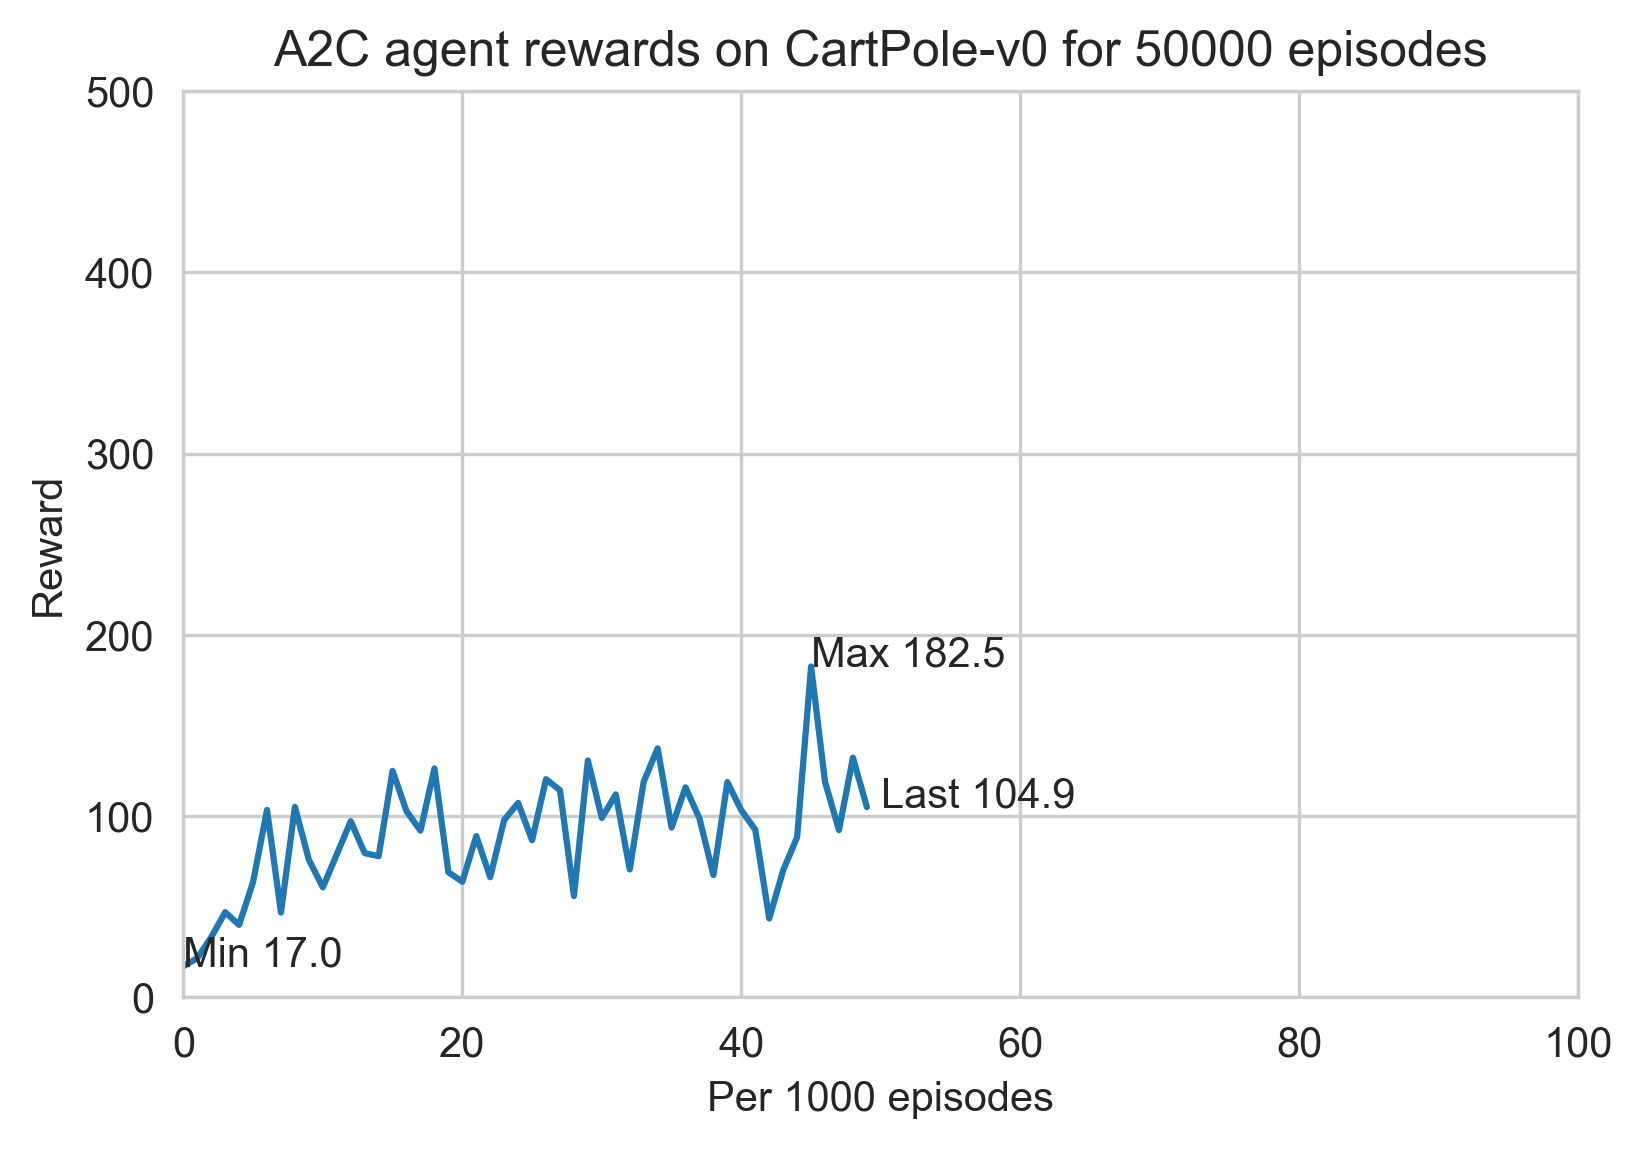 A2C agent rewards on CartPole-v0 for 50000 episodes
500
400
300
200
100
0
Reward
Max 182.5
Last 104.9
Min 17.0
0 20 40 60 80 100
Per 1000 episodes